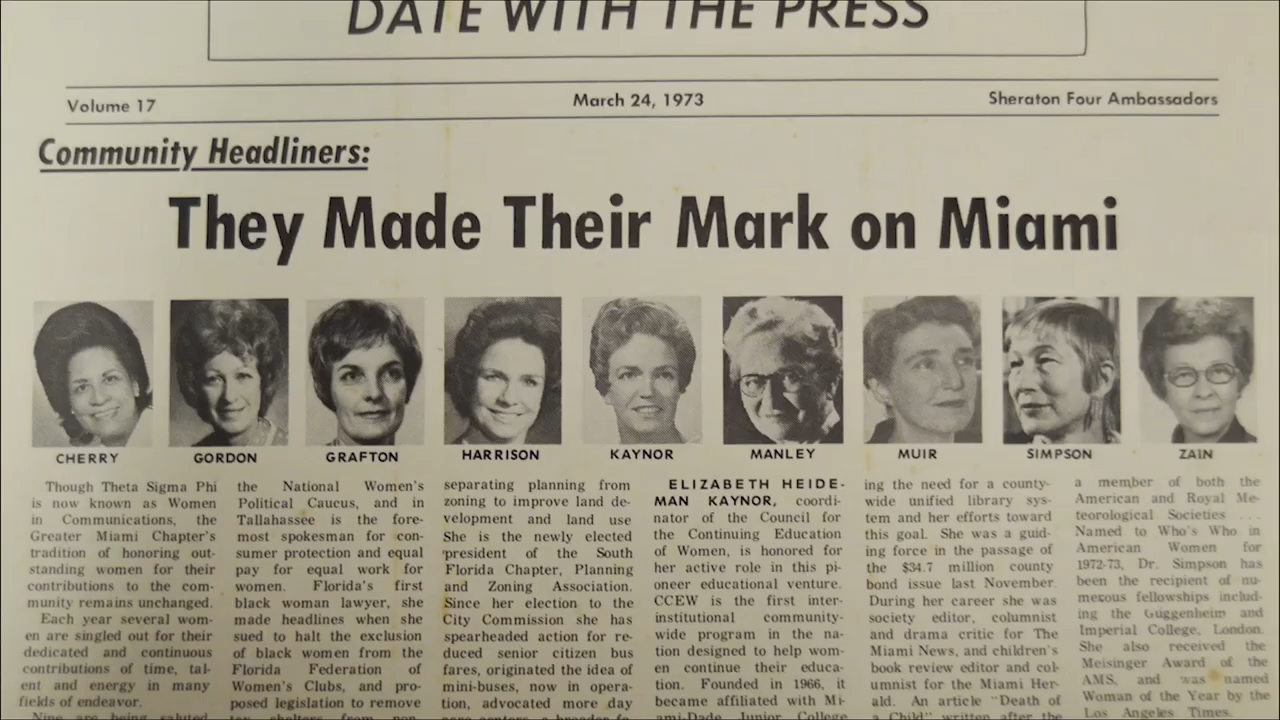 DATE WITH THE PRESS
Volume 17
March 24, 1973
Sheraton Four Ambassadors
Community Headliners:
They Made Their Mark on Miami
CHERRY
GORDON
GRAFTON
HARRISON
KAYNOR
MANLEY
MUIR
SIMPSON
ZAIN
Though Theta Sigma Phi
is now known as Women
in Communications, the
Greater Miami Chapter's
tradition of honoring out-
standing women for their
contributions to the com-
munity remains unchanged.
Each year several wom-
en are singled out for their
dedicated and continuous
contributions of time, tal-
ent and energy in many
fields of endeavor.
Nine are being saluted
the National Women's
Political Caucus, and in
Tallahassee is the fore-
most spokesman for con-
sumer protection and equal
pay for equal work for
women. Florida's first
black woman lawyer, she
made headlines when she
sued to halt the exclusion
of black women from the
Florida Federation of
Women's Clubs, and pro-
posed legislation to remove
tax shelters from non-
separating planning from
zoning to improve land de-
velopment and land use
She is the newly elected
president of the South
Florida Chapter, Planning
and Zoning Association.
Since her election to the
City Commission she has
spearheaded action for re-
duced senior citizen bus
fares, originated the idea of
mini-buses, now in opera-
tion, advocated more day
care centers, a broader
ELIZABETH HEIDE-
MAN KAYNOR, coordi-
nator of the Council for
the Continuing Education
of Women, is honored for
her active role in this pi-
oneer educational venture.
CCEW is the first inter-
institutional community-
wide program in the na-
tion designed to help wom-
en continue their educa-
tion. Founded in 1966, it
became affiliated with Mi-
ami-Dade Junior College
ing the need for a county-
wide unified library sys-
tem and her efforts toward
this goal. She was a guid-
ing force in the passage of
the $34.7 million county
bond issue last November.
During her career she was
society editor, columnist
and drama critic for The
Miami News, and children's
book review editor and col-
umnist for the Miami Her-
ald. An article "Death of
a Child" written after the
a member of both the
American and Royal Me-
teorological Societies ...
Named to Who's Who in
American Women for
1972-73, Dr. Simpson has
been the recipient of nu-
merous fellowships includ-
ing the Guggenheim and
Imperial College, London.
She also received the
Meisinger Award of the
AMS, and was named
Woman of the Year by the
Los Angeles Times.